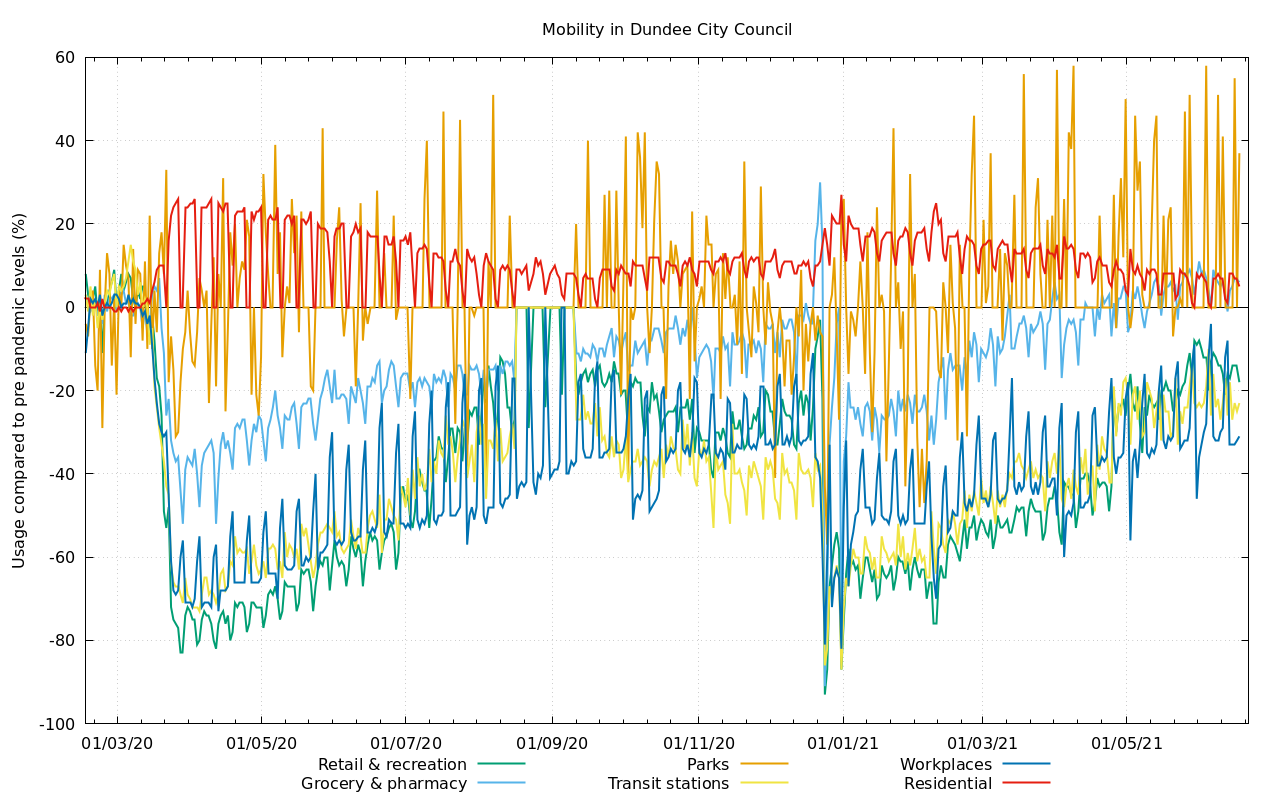 Mobility in Dundee City Council
Usage compared to pre pandemic levels (%)
60
40
20
0
-20
-40
-60
-80
-100
01/03/20 01/05/20 01/07/20 01/09/20 01/11/20 01/01/21 01/03/21 01/05/21
Retail & recreation Parks Workplaces
Grocery & pharmacy Transit stations Residential